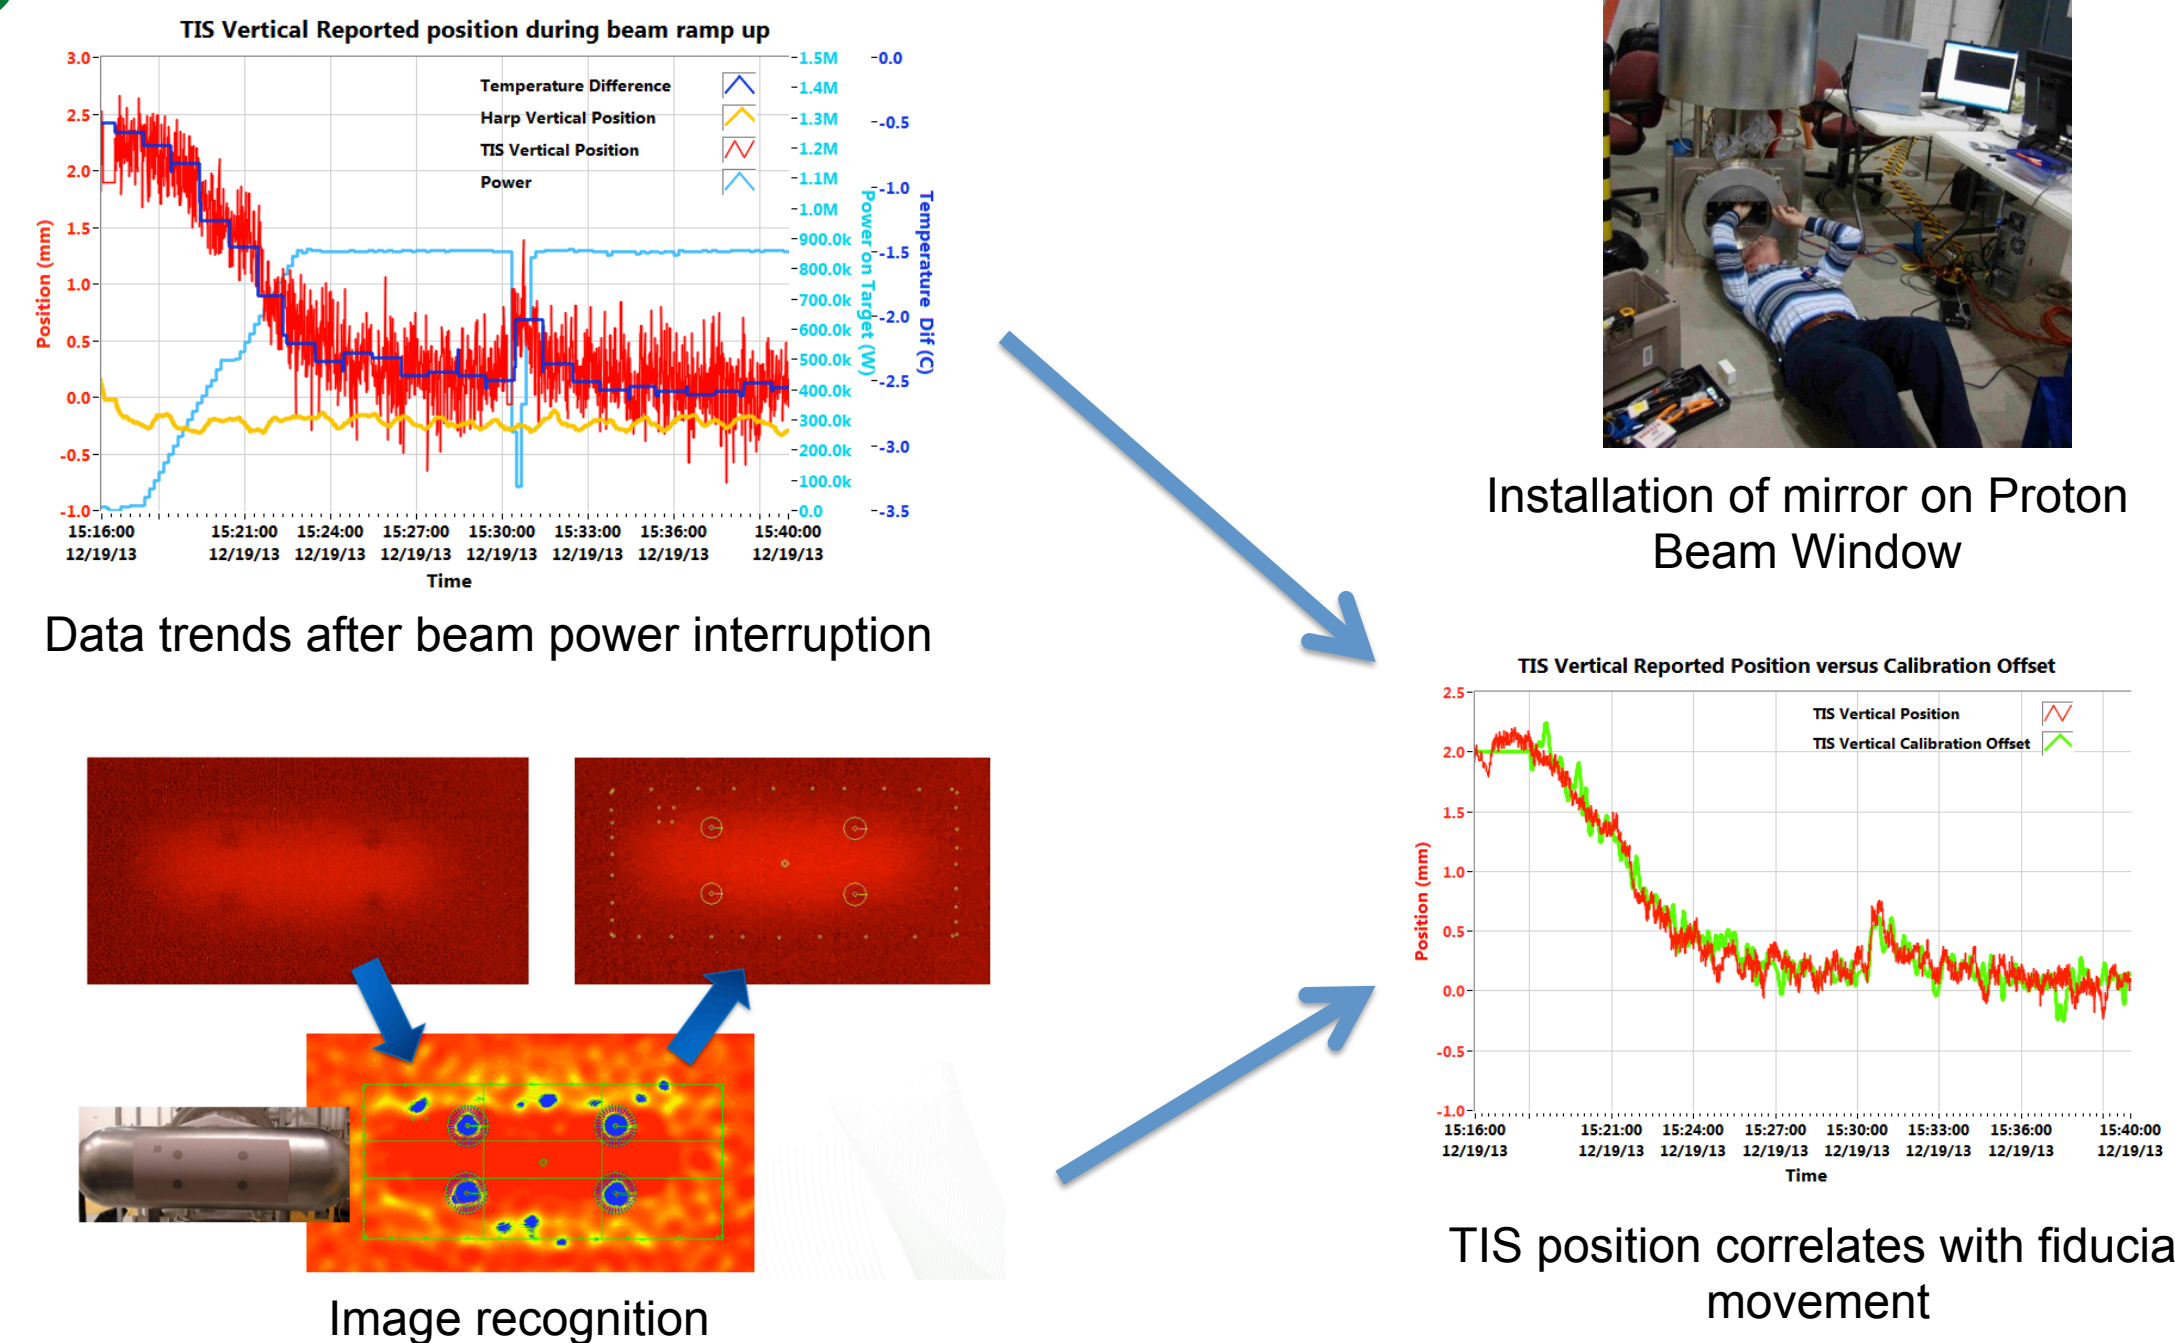 TIS Vertical Reported position during beam ramp up
3.0
2.5
2.0
1.5
1.0
0.5
0.0
-0.5
-1.0
Position (mm)
Temperature Difference
Harp Vertical Position
TIS Vertical Position
Power
1.5M
1.4M
1.3M
1.2M
1.1M
1.0M
900.0k
800.0k
700.0k
600.0k
500.0k
400.0k
300.0k
200.0k
100.0k
0.0
Power on Target (W)
-0.0
-0.5
-1.0
-1.5
-2.0
-2.5
-3.0
-3.5
Temperature Dif (C)
15:16:00 15:21:00 15:24:00 15:27:00 15:30:00 15:33:00 15:36:00 15:40:00
12/19/13 12/19/13 12/19/13 12/19/13 12/19/13 12/19/13 12/19/13 12/19/13
Time
Data trends after beam power interruption
Installation of mirror on Proton
Beam Window
Image recognition
TIS Vertical Reported Position versus Calibration Offset
2.5
2.0
1.5
1.0
0.5
0.0
-0.5
-1.0
Position (mm)
TIS Vertical Position
TIS Vertical Calibration Offset
15:16:00 15:21:00 15:24:00 15:27:00 15:30:00 15:33:00 15:36:00 15:40:00
12/19/13 12/19/13 12/19/13 12/19/13 12/19/13 12/19/13 12/19/13 12/19/13
Time
TIS position correlates with fiducia
movement